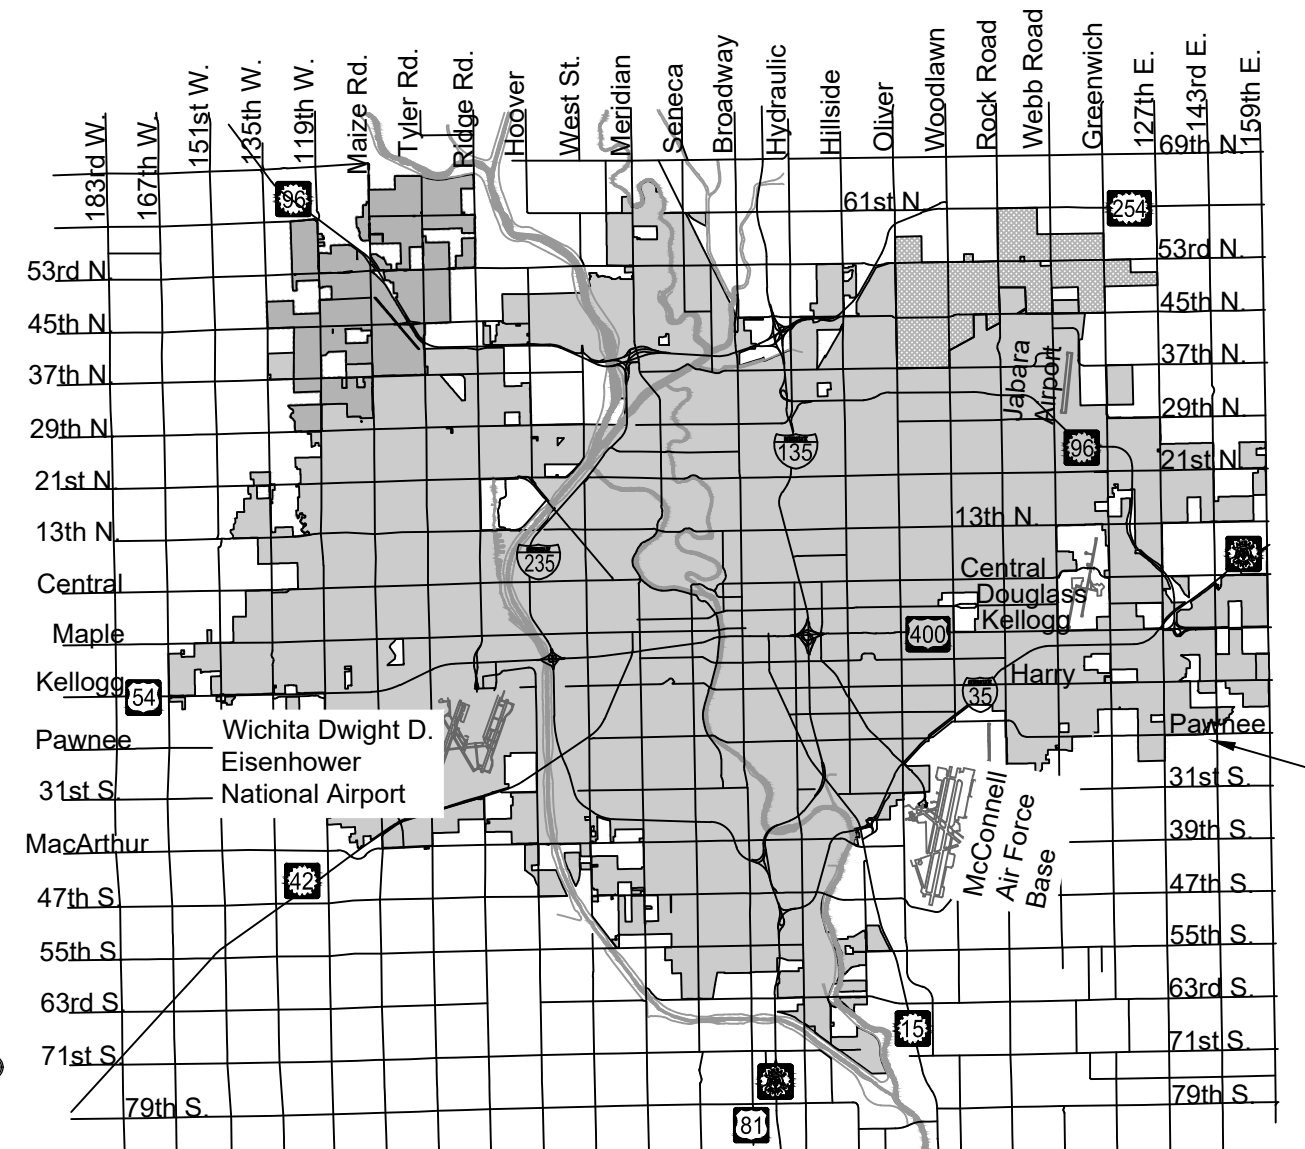 183rd W.
167th W.
151st W.
135th W.
119th W.
Maize Rd.
Tyler Rd.
Ridge Rd.
Hoover
West St.
Meridian
Seneca
Broadway
Hydraulic
Hillside
Oliver
Woodlawn
Rock Road
Webb Road
Greenwich
127th E.
143rd E.
159th E.
69th N.
96
61st N.
254
53rd N.
53rd N.
45th N.
45th N.
37th N.
37th N.
Jabara
Airport
29th N.
29th N.
135
96
21st N.
21st N.
13th N.
13th N.
235
Central
Central
Douglass
Maple
Kellogg
400
Kellogg
Harry
54
35
Wichita Dwight D.
Eisenhower
National Airport
Pawnee
Pawnee
31st S.
31st S.
McConnell
Air Force
Base
MacArthur
39th S.
42
47th S.
47th S.
55th S.
55th S.
63rd S.
63rd S.
15
71st S.
71st S.
79th S.
79th S.
81